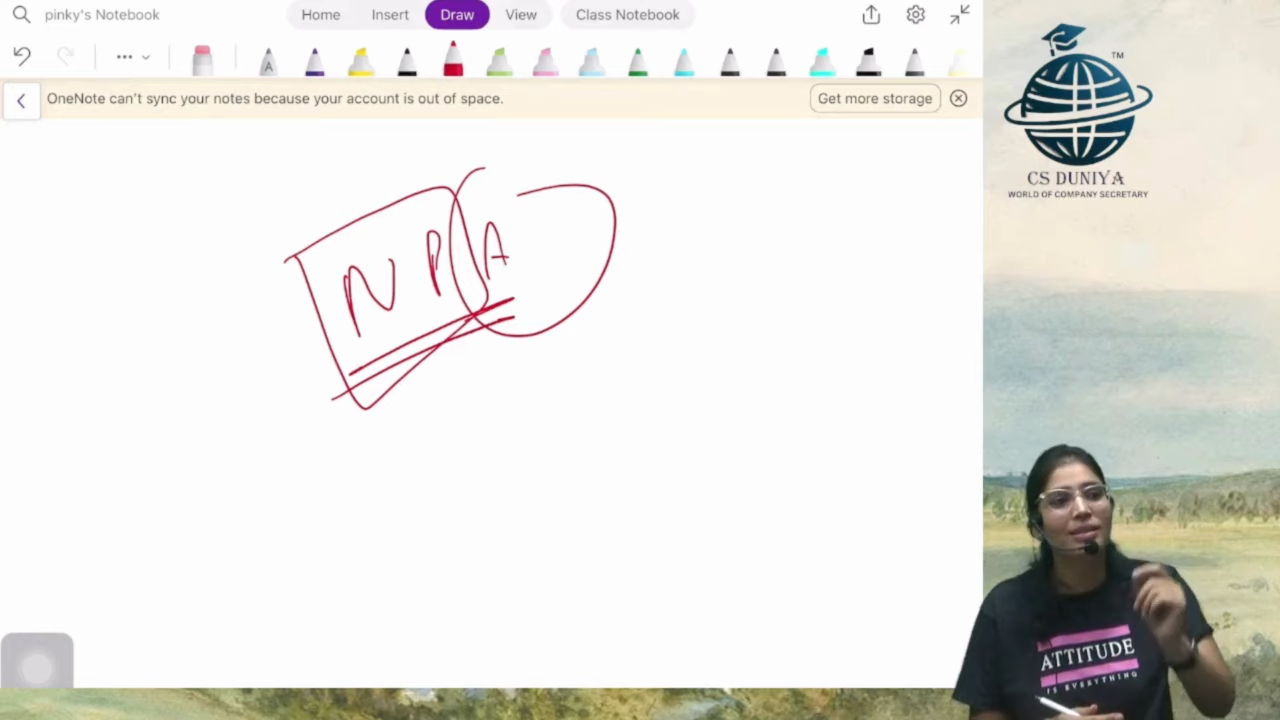 pinky's Notebook
Home Insert Draw View Class Notebook
A
OneNote can't sync your notes because your account is out of space.
Get more storage
NPA
TM
CS DUNIYA
WORLD OF COMPANY SECRETARY
ATTITUDE
IS EVERYTHING